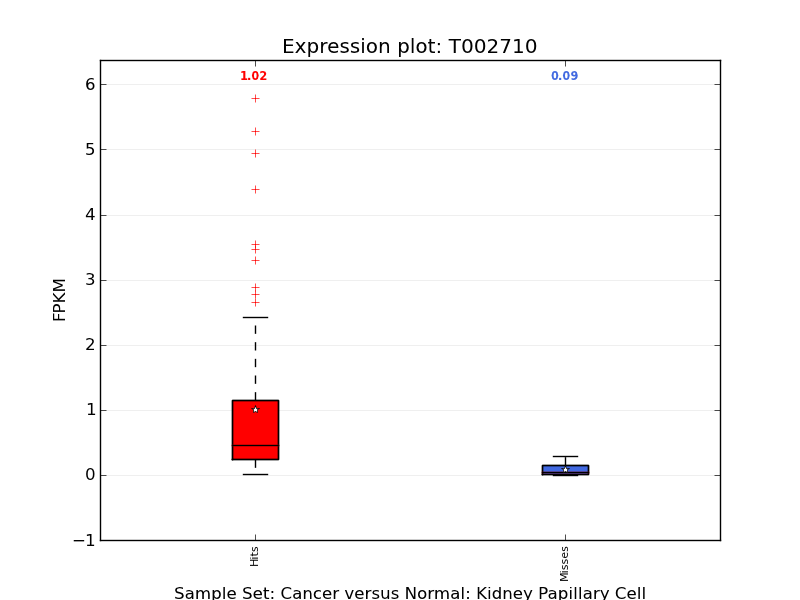 Expression plot: T002710
1.02
0.09
6
5
4
3
2
1
0
−1
FPKM
Hits
Misses
Sample Set: Cancer versus Normal: Kidney Papillary Cell